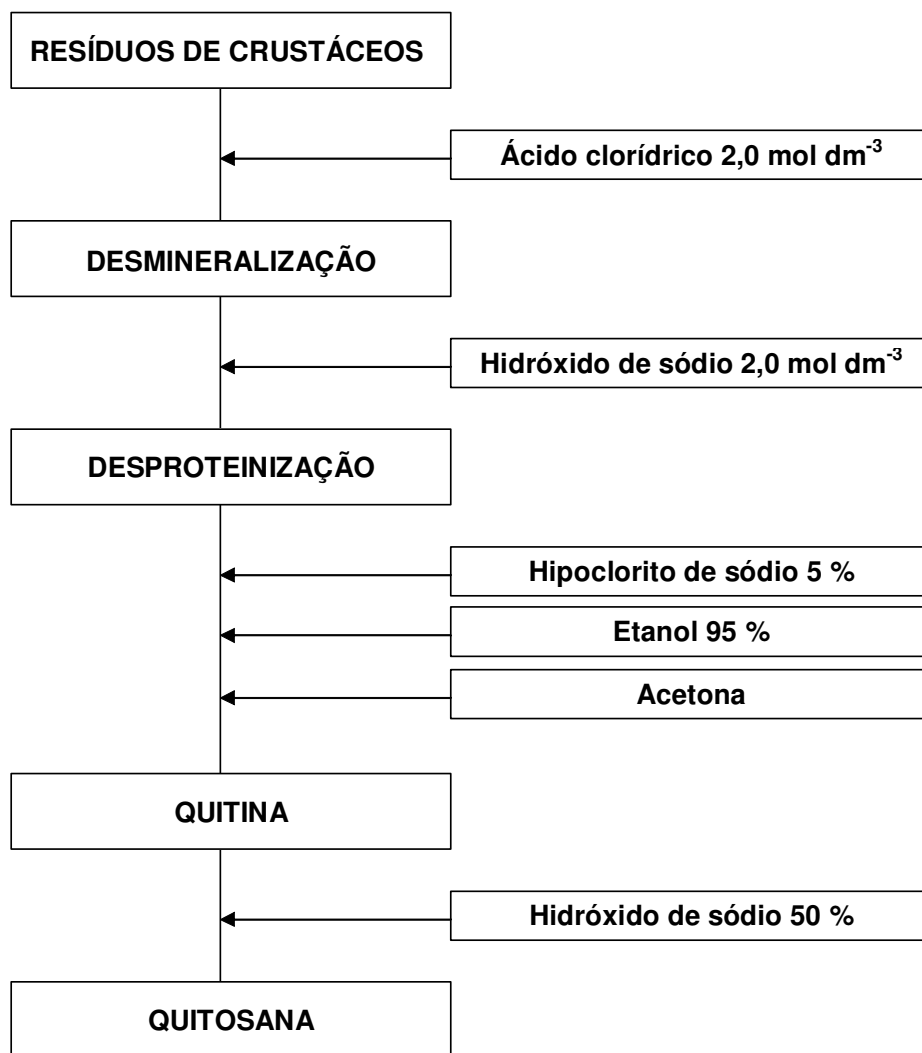 RESÍDUOS DE CRUSTÁCEOS
Ácido clorídrico 2,0 mol dm⁻³
DESMINERALIZAÇÃO
Hidróxido de sódio 2,0 mol dm⁻³
DESPROTEINIZAÇÃO
Hipoclorito de sódio 5 %
Etanol 95 %
Acetona
QUITINA
Hidróxido de sódio 50 %
QUITOSANA